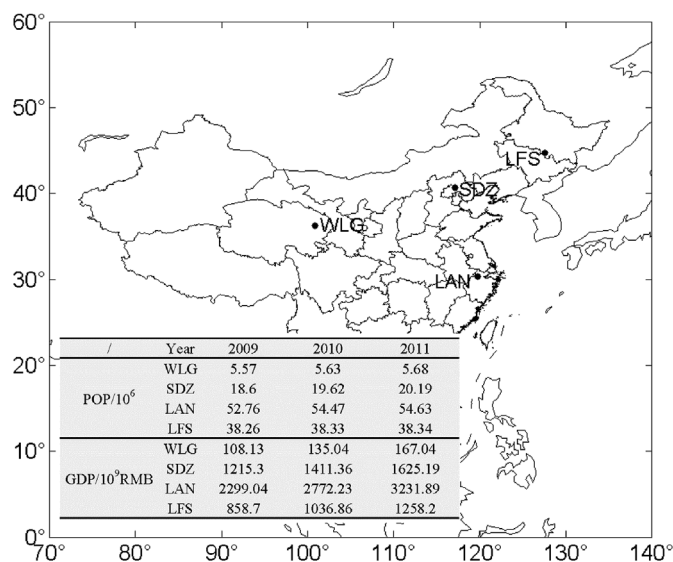 60°
50°
40°
30°
20°
10°
0°
70° 80° 90° 100° 110° 120° 130° 140°
LFS
SDZ
WLG
LAN
/ Year 2009 2010 2011
POP/10⁶
WLG 5.57 5.63 5.68
SDZ 18.6 19.62 20.19
LAN 52.76 54.47 54.63
LFS 38.26 38.33 38.34
GDP/10⁹RMB
WLG 108.13 135.04 167.04
SDZ 1215.3 1411.36 1625.19
LAN 2299.04 2772.23 3231.89
LFS 858.7 1036.86 1258.2